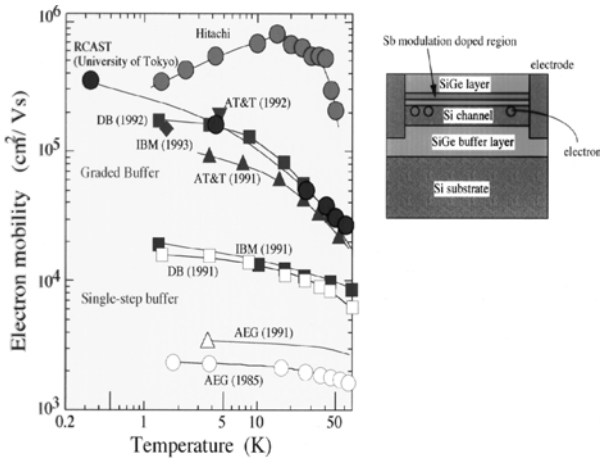 Electron mobility (cm²/ Vs)
10⁶
10⁵
10⁴
10³
RCAST
(University of Tokyo)
Hitachi
DB (1992)
AT&T
(1992)
IBM (1993)
Graded Buffer
AT&T (1991)
IBM (1991)
DB (1991)
Single-step buffer
AEG (1991)
AEG (1985)
0.2
1
10
50
Temperature (K)
Sb modulation doped region
electrode
SiGe layer
Si channel
electron
SiGe buffer layer
Si substrate